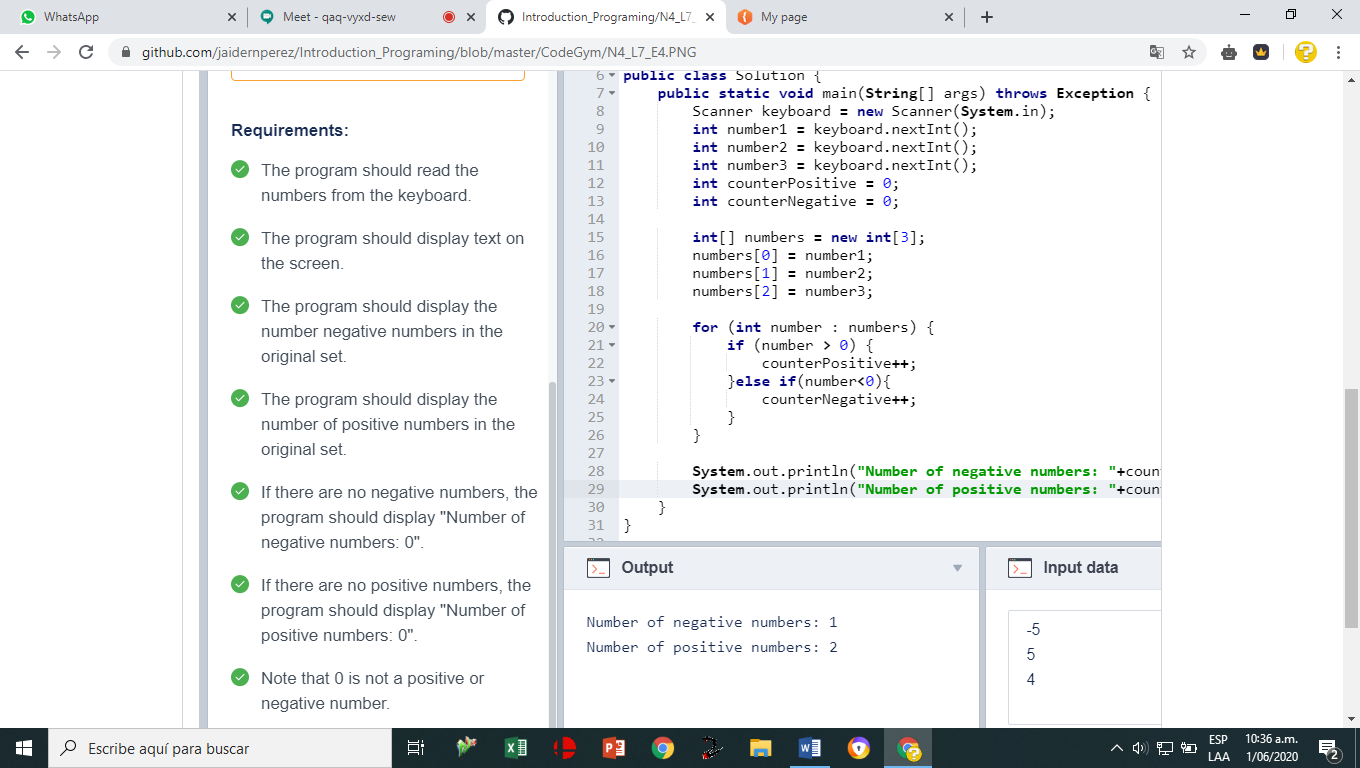 WhatsApp
Meet - qaq-vyxd-sew
Introduction_Programing/N4_L7_
My page
github.com/jaidernperez/Introduction_Programing/blob/master/CodeGym/N4_L7_E4.PNG
Requirements:
The program should read the
numbers from the keyboard.
The program should display text on
the screen.
The program should display the
number negative numbers in the
original set.
The program should display the
number of positive numbers in the
original set.
If there are no negative numbers, the
program should display "Number of
negative numbers: 0".
If there are no positive numbers, the
program should display "Number of
positive numbers: 0".
Note that 0 is not a positive or
negative number.
6 public class Solution {
7 public static void main(String[] args) throws Exception {
8 Scanner keyboard = new Scanner(System.in);
9 int number1 = keyboard.nextInt();
10 int number2 = keyboard.nextInt();
11 int number3 = keyboard.nextInt();
12 int counterPositive = 0;
13 int counterNegative = 0;
14
15 int[] numbers = new int[3];
16 numbers[0] = number1;
17 numbers[1] = number2;
18 numbers[2] = number3;
19
20 for (int number : numbers) {
21 if (number > 0) {
22 counterPositive++;
23 }else if(number<0){
24 counterNegative++;
25 }
26 }
27
28 System.out.println("Number of negative numbers: "+coun
29 System.out.println("Number of positive numbers: "+coun
30 }
31 }
32
Output
Number of negative numbers: 1
Number of positive numbers: 2
Input data
-5
5
4
Escribe aquí para buscar
ESP
LAA
10:36 a.m.
1/06/2020
2